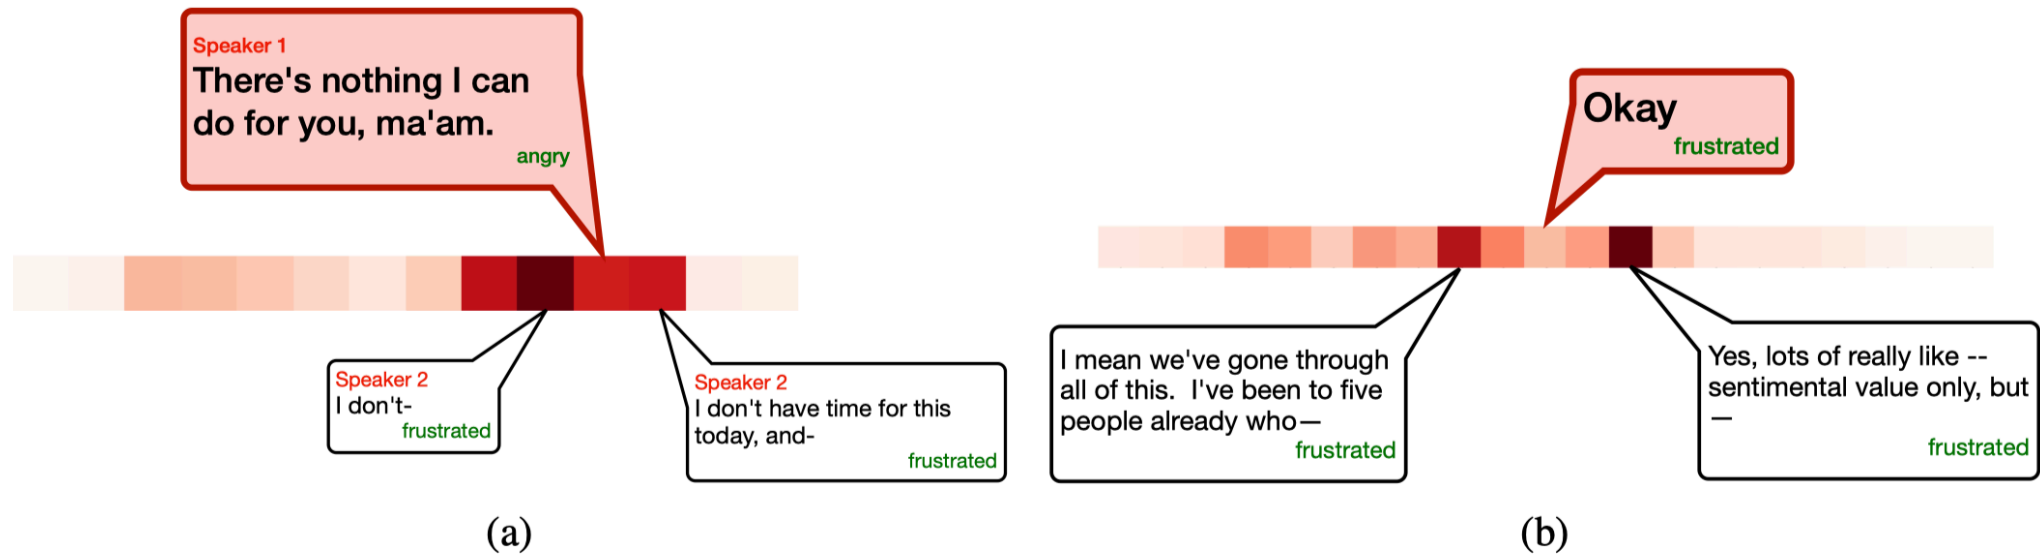 Speaker 1
There's nothing I can
do for you, ma'am.
angry
Speaker 2
I don't-
frustrated
Speaker 2
I don't have time for this
today, and-
frustrated
(a)
Okay
frustrated
I mean we've gone through
all of this.  I've been to five
people already who—
frustrated
Yes, lots of really like --
sentimental value only, but
—
frustrated
(b)